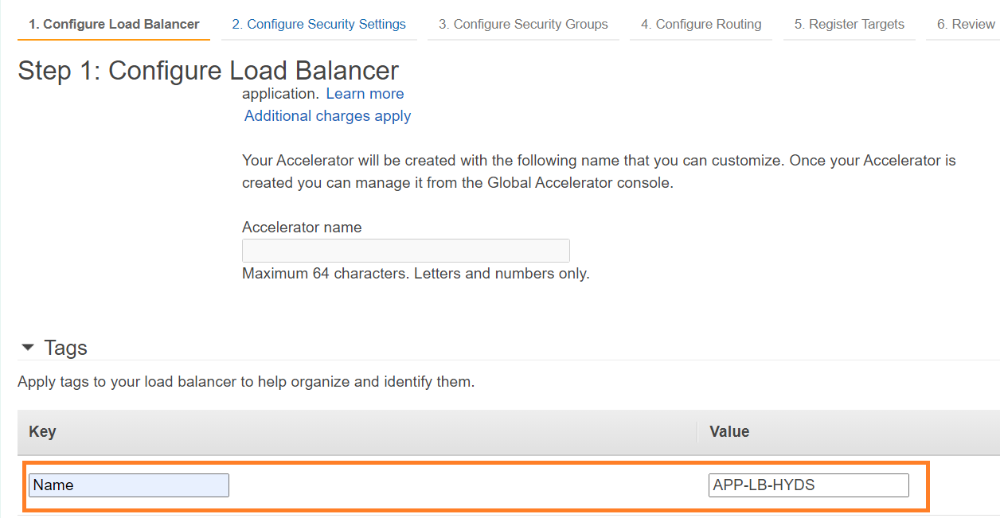 1. Configure Load Balancer 2. Configure Security Settings 3. Configure Security Groups 4. Configure Routing 5. Register Targets 6. Review
Step 1: Configure Load Balancer
application. Learn more
Additional charges apply
Your Accelerator will be created with the following name that you can customize. Once your Accelerator is
created you can manage it from the Global Accelerator console.
Accelerator name
Maximum 64 characters. Letters and numbers only.
Tags
Apply tags to your load balancer to help organize and identify them.
Key Value
Name APP-LB-HYDS